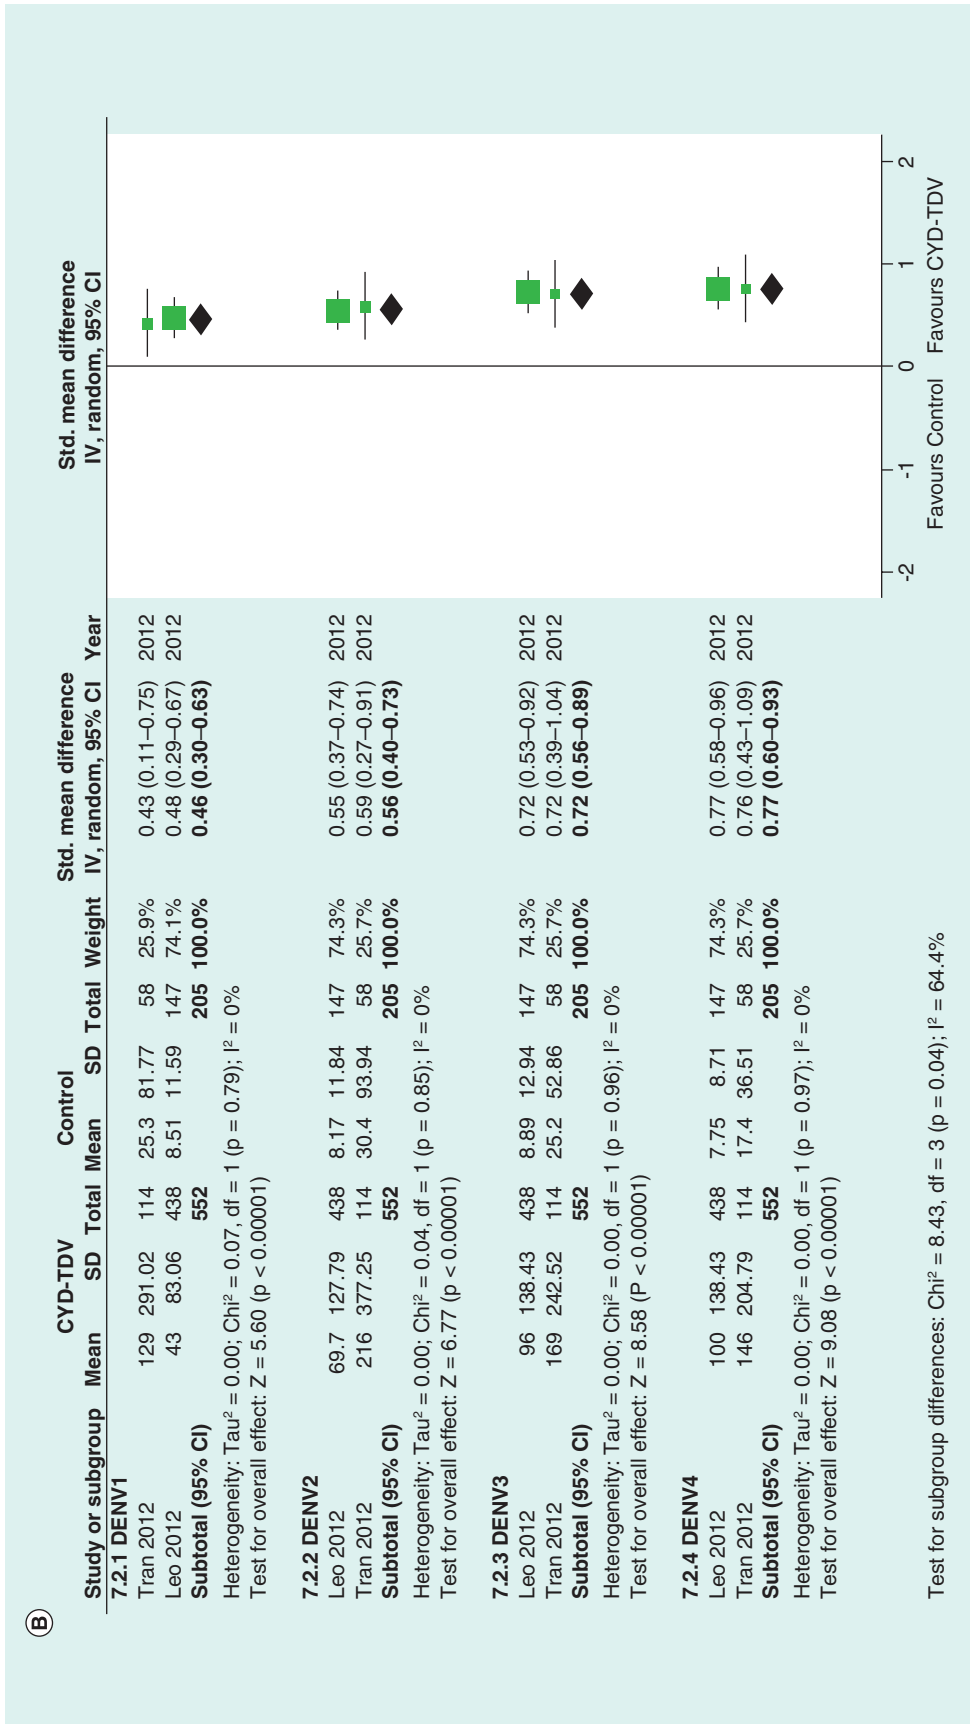 B
CYD-TDV Control Std. mean difference Std. mean difference
Study or subgroup Mean SD Total Mean SD Total Weight IV, random, 95% CI Year IV, random, 95% CI
7.2.1 DENV1
Tran 2012 129 291.02 114 25.3 81.77 58 25.9% 0.43 (0.11–0.75) 2012
Leo 2012 43 83.06 438 8.51 11.59 147 74.1% 0.48 (0.29–0.67) 2012
Subtotal (95% CI) 552 205 100.0% 0.46 (0.30–0.63)
Heterogeneity: Tau² = 0.00; Chi² = 0.07, df = 1 (p = 0.79); I² = 0%
Test for overall effect: Z = 5.60 (p < 0.00001)
7.2.2 DENV2
Leo 2012 69.7 127.79 438 8.17 11.84 147 74.3% 0.55 (0.37–0.74) 2012
Tran 2012 216 377.25 114 30.4 93.94 58 25.7% 0.59 (0.27–0.91) 2012
Subtotal (95% CI) 552 205 100.0% 0.56 (0.40–0.73)
Heterogeneity: Tau² = 0.00; Chi² = 0.04, df = 1 (p = 0.85); I² = 0%
Test for overall effect: Z = 6.77 (p < 0.00001)
7.2.3 DENV3
Leo 2012 96 138.43 438 8.89 12.94 147 74.3% 0.72 (0.53–0.92) 2012
Tran 2012 169 242.52 114 25.2 52.86 58 25.7% 0.72 (0.39–1.04) 2012
Subtotal (95% CI) 552 205 100.0% 0.72 (0.56–0.89)
Heterogeneity: Tau² = 0.00; Chi² = 0.00, df = 1 (p = 0.96); I² = 0%
Test for overall effect: Z = 8.58 (P < 0.00001)
7.2.4 DENV4
Leo 2012 100 138.43 438 7.75 8.71 147 74.3% 0.77 (0.58–0.96) 2012
Tran 2012 146 204.79 114 17.4 36.51 58 25.7% 0.76 (0.43–1.09) 2012
Subtotal (95% CI) 552 205 100.0% 0.77 (0.60–0.93)
Heterogeneity: Tau² = 0.00; Chi² = 0.00, df = 1 (p = 0.97); I² = 0%
Test for overall effect: Z = 9.08 (p < 0.00001)
-2 -1 0 1 2
Favours Control Favours CYD-TDV
Test for subgroup differences: Chi² = 8.43, df = 3 (p = 0.04); I² = 64.4%